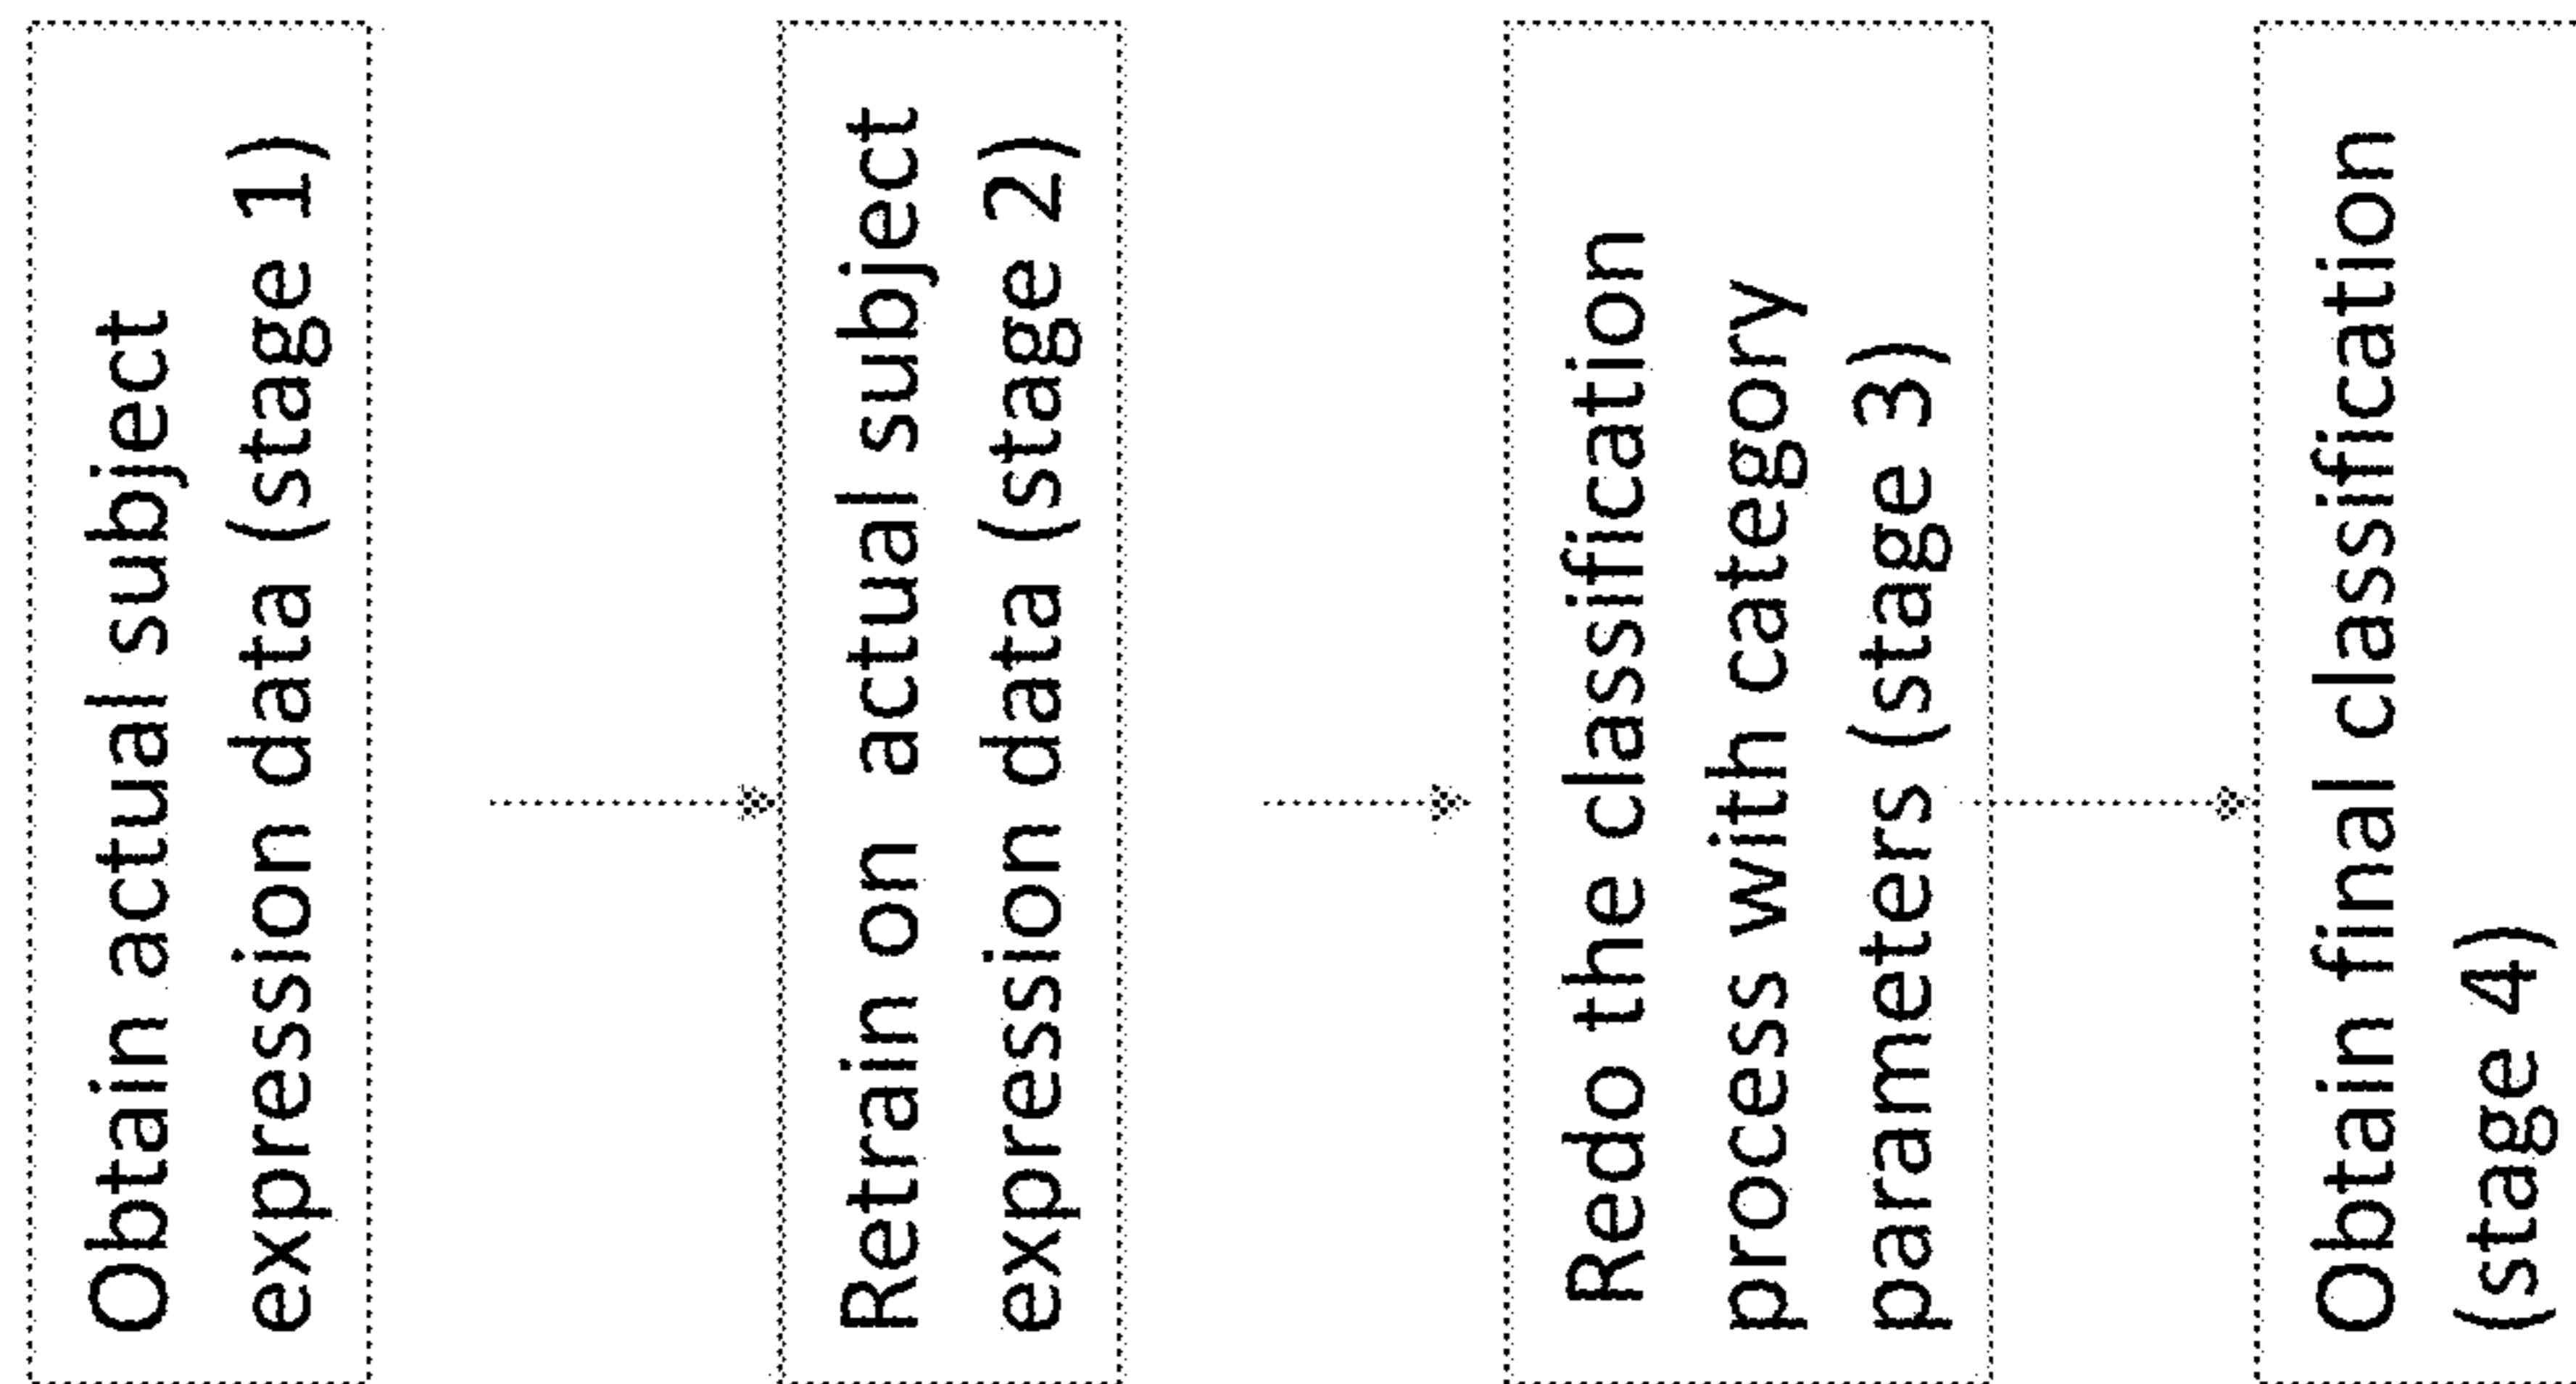 Obtain actual subject
expression data (stage 1)
Retrain on actual subject
expression data (stage 2)
Redo the classification
process with category
parameters (stage 3)
Obtain final classification
(stage 4)